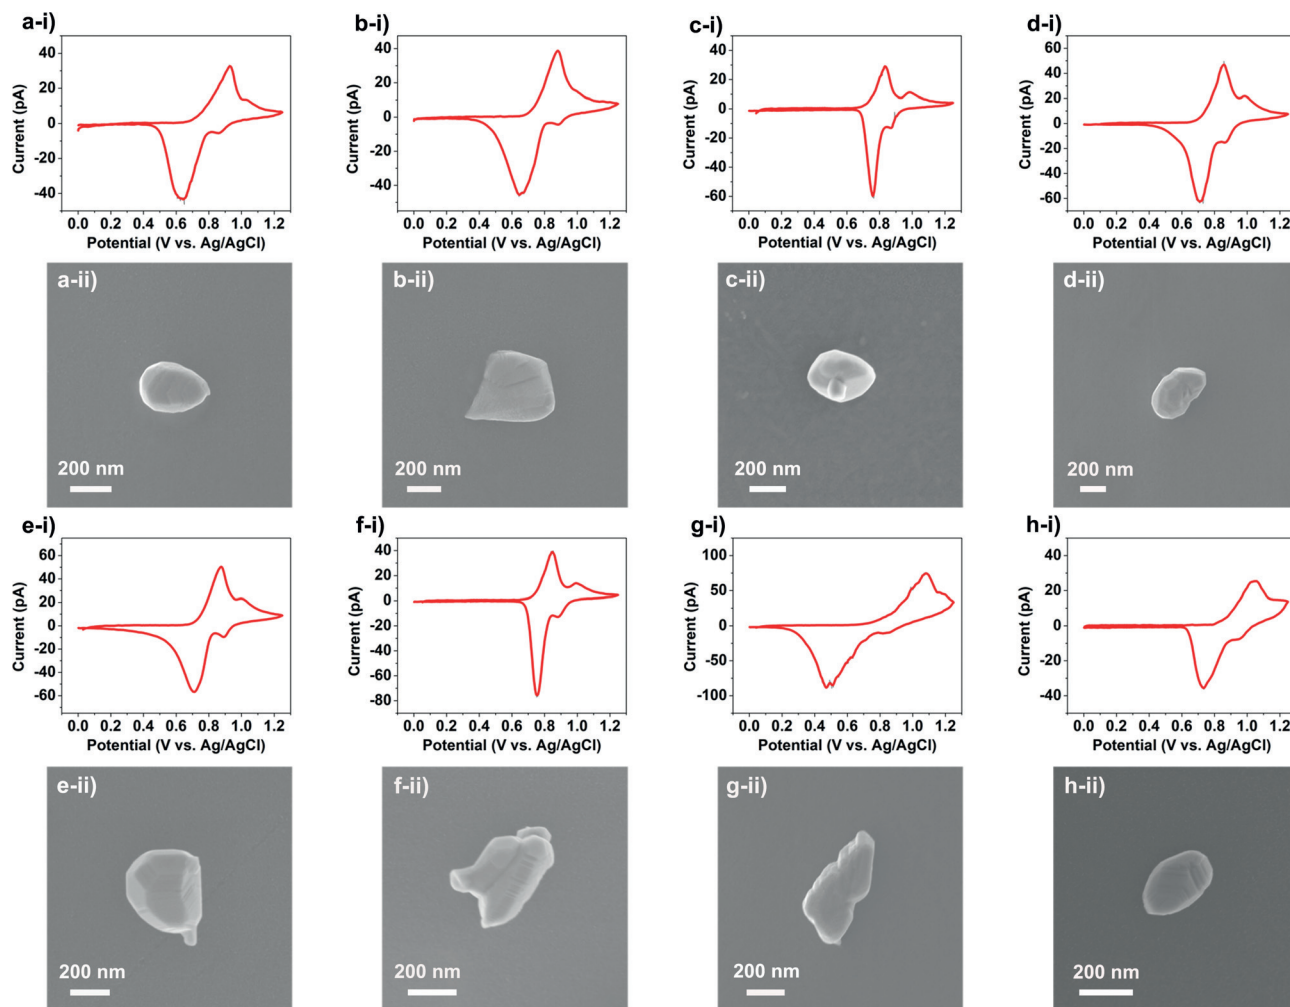 a-i)
40
20
0
-20
-40
Current (pA)
0.0 0.2 0.4 0.6 0.8 1.0 1.2
Potential (V vs. Ag/AgCl)
b-i)
40
20
0
-20
-40
Current (pA)
0.0 0.2 0.4 0.6 0.8 1.0 1.2
Potential (V vs. Ag/AgCl)
c-i)
40
20
0
-20
-40
-60
Current (pA)
0.0 0.2 0.4 0.6 0.8 1.0 1.2
Potential (V vs. Ag/AgCl)
d-i)
60
40
20
0
-20
-40
-60
Current (pA)
0.0 0.2 0.4 0.6 0.8 1.0 1.2
Potential (V vs. Ag/AgCl)
a-ii)
200 nm
b-ii)
200 nm
c-ii)
200 nm
d-ii)
200 nm
e-i)
60
40
20
0
-20
-40
-60
Current (pA)
0.0 0.2 0.4 0.6 0.8 1.0 1.2
Potential (V vs. Ag/AgCl)
f-i)
40
20
0
-20
-40
-60
-80
Current (pA)
0.0 0.2 0.4 0.6 0.8 1.0 1.2
Potential (V vs. Ag/AgCl)
g-i)
100
75
50
25
0
-25
-50
-75
-100
Current (pA)
0.0 0.2 0.4 0.6 0.8 1.0 1.2
Potential (V vs. Ag/AgCl)
h-i)
40
20
0
-20
-40
Current (pA)
0.0 0.2 0.4 0.6 0.8 1.0 1.2
Potential (V vs. Ag/AgCl)
e-ii)
200 nm
f-ii)
200 nm
g-ii)
200 nm
h-ii)
200 nm